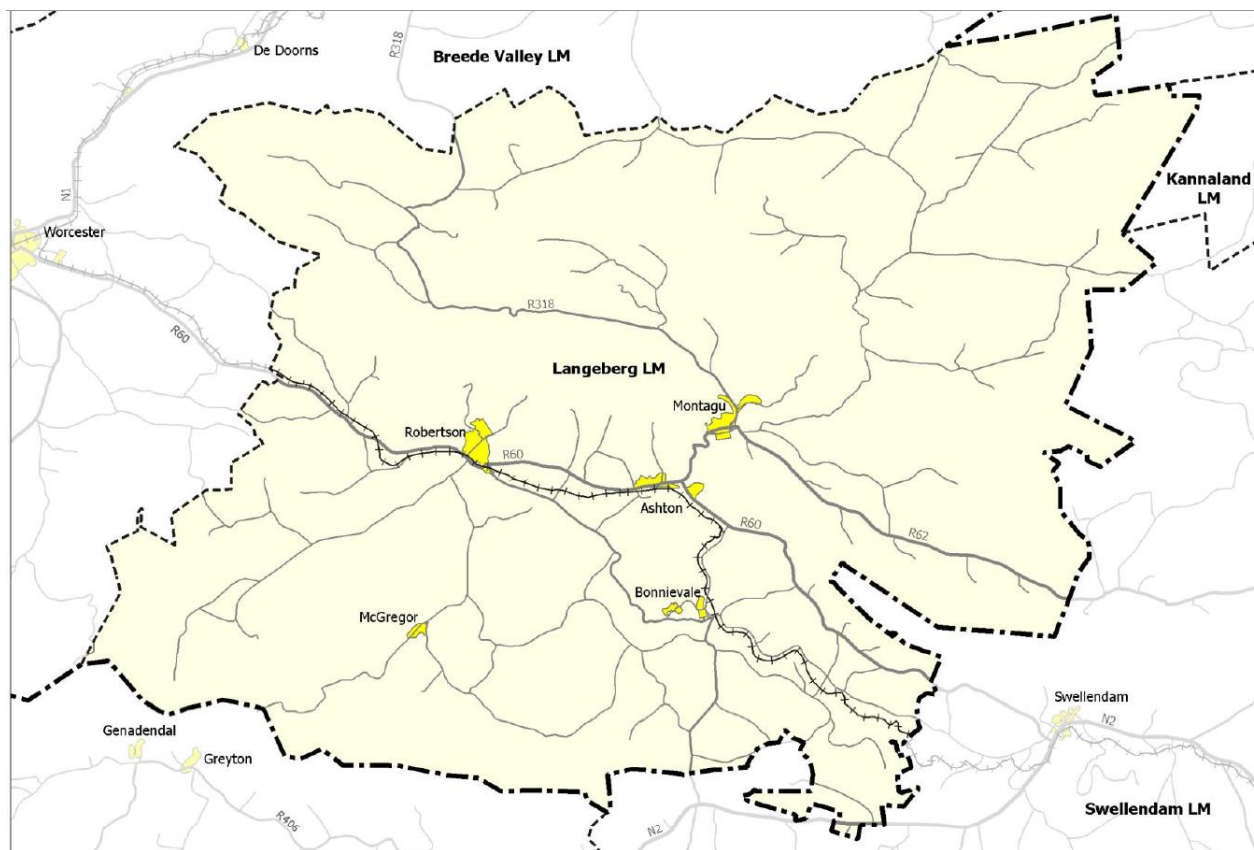 R318
De Doorns
Breede Valley LM
Kannaland
LM
N1
Worcester
R60
R318
Langeberg LM
Montagu
Robertson
R60
Ashton
R60
R62
Bonnievale
McGregor
Swellendam
N2
Genadendal
Greyton
R406
N2
Swellendam LM